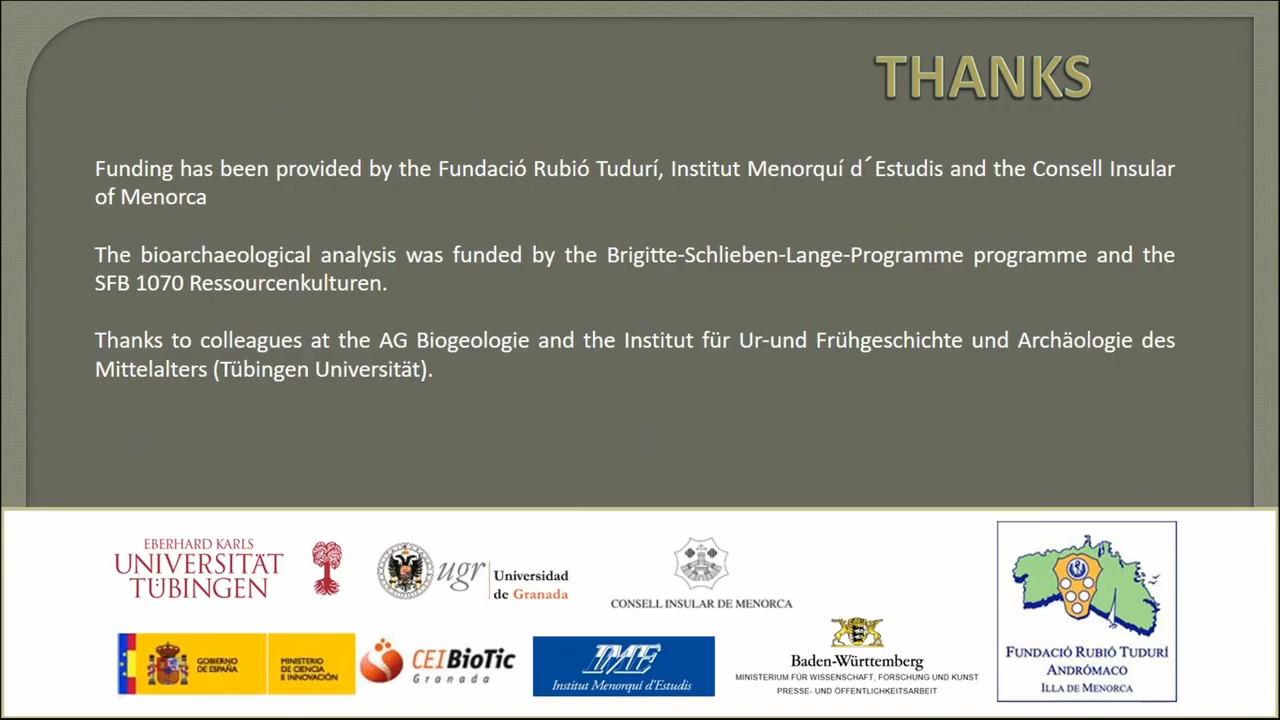 THANKS
Funding has been provided by the Fundació Rubió Tudurí, Institut Menorquí d´Estudis and the Consell Insular
of Menorca
The bioarchaeological analysis was funded by the Brigitte-Schlieben-Lange-Programme programme and the
SFB 1070 Ressourcenkulturen.
Thanks to colleagues at the AG Biogeologie and the Institut für Ur-und Frühgeschichte und Archäologie des
Mittelalters (Tübingen Universität).
EBERHARD KARLS
UNIVERSITÄT
TÜBINGEN
ugr
Universidad
de Granada
CONSELL INSULAR DE MENORCA
GOBIERNO
DE ESPAÑA
MINISTERIO
DE CIENCIA
E INNOVACIÓN
CEIBioTic
Granada
IME
Institut Menorquí d'Estudis
Baden-Württemberg
MINISTERIUM FÜR WISSENSCHAFT, FORSCHUNG UND KUNST
PRESSE- UND ÖFFENTLICHKEITSARBEIT
FUNDACIÓ RUBIÓ TUDURÍ
ANDRÓMACO
ILLA DE MENORCA